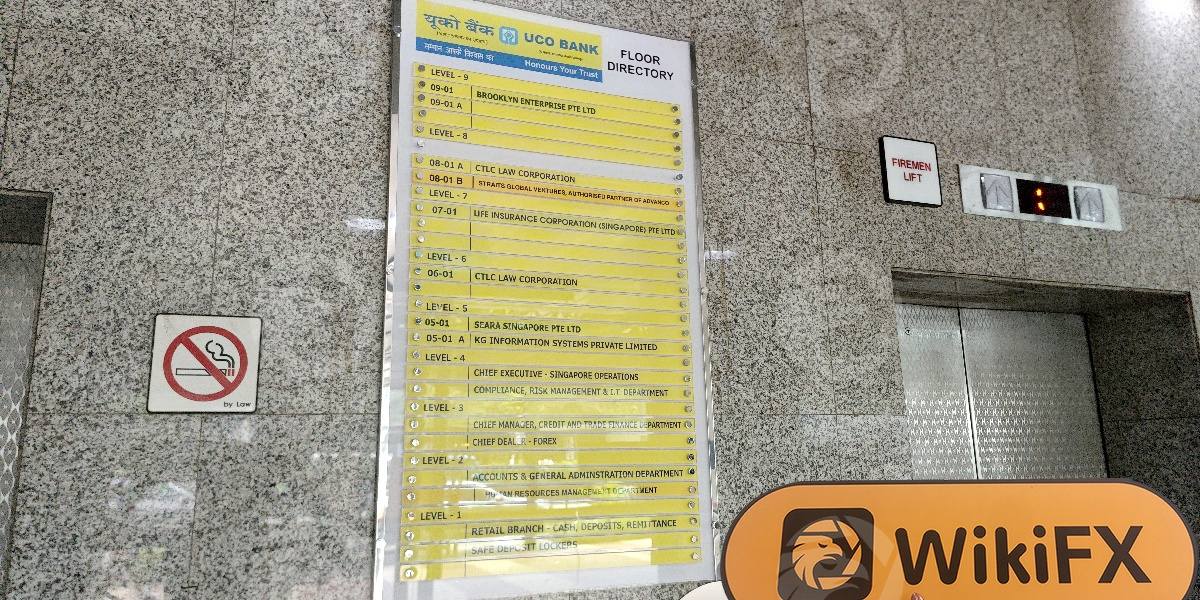 यूको बैंक UCO BANK
सम्मान आपके विश्वास का Honours Your Trust
FLOOR
DIRECTORY
LEVEL - 9
09-01 BROOKLYN ENTERPRISE PTE LTD
09-01 A
LEVEL - 8
08-01 A CTLC LAW CORPORATION
08-01 B STRAITS GLOBAL VENTURES, AUTHORISED PARTNER OF ADVANCO
LEVEL - 7
07-01 LIFE INSURANCE CORPORATION (SINGAPORE) PTE LTD
LEVEL - 6
06-01 CTLC LAW CORPORATION
LEVEL - 5
05-01 SEARA SINGAPORE PTE LTD
05-01 A KG INFORMATION SYSTEMS PRIVATE LIMITED
LEVEL - 4
CHIEF EXECUTIVE - SINGAPORE OPERATIONS
COMPLIANCE, RISK MANAGEMENT & I.T DEPARTMENT
LEVEL - 3
CHIEF MANAGER, CREDIT AND TRADE FINANCE DEPARTMENT
CHIEF DEALER - FOREX
LEVEL - 2
ACCOUNTS & GENERAL ADMINSTRATION DEPARTMENT
HUMAN RESOURCES MANAGEMENT DEPARTMENT
LEVEL - 1
RETAIL BRANCH - CASH, DEPOSITS, REMITTANCE
SAFE DEPOSIT LOCKERS
FIREMEN
LIFT
by Law
WikiFX